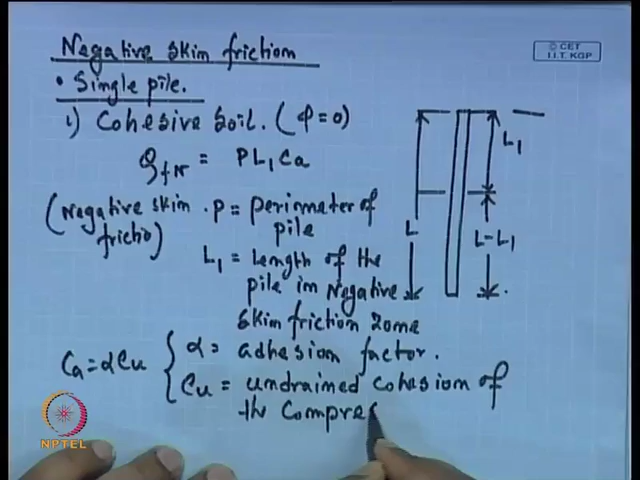 Negative skin friction
• Single pile.
i) Cohesive Soil. (φ=0)
QfN = PL₁Ca
(Negative skin frictio)
P = Perimeter of
pile
L₁ = Length of the
pile in Negative
skin friction zone
Ca=αCu { α = adhesion factor.
Cu = undrained cohesion of
the Compres
L₁
L
L-L₁
© CET
I.I.T. KGP
NPTEL